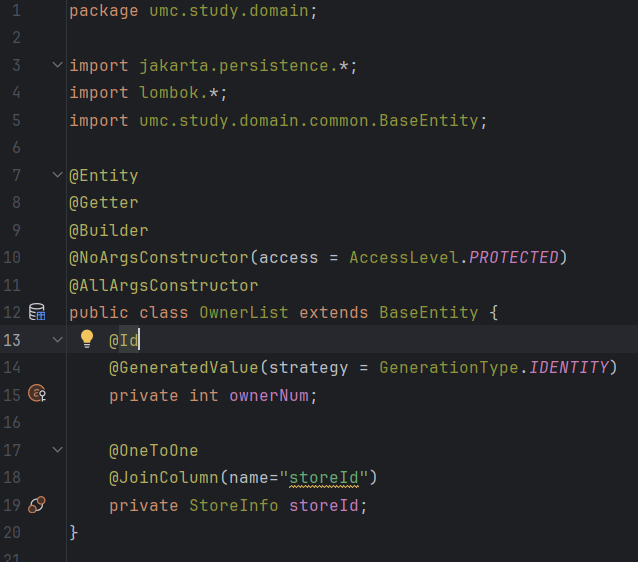 1 package umc.study.domain;
2
3 import jakarta.persistence.*;
4 import lombok.*;
5 import umc.study.domain.common.BaseEntity;
6
7 @Entity
8 @Getter
9 @Builder
10 @NoArgsConstructor(access = AccessLevel.PROTECTED)
11 @AllArgsConstructor
12 public class OwnerList extends BaseEntity {
13 @Id
14 @GeneratedValue(strategy = GenerationType.IDENTITY)
15 private int ownerNum;
16
17 @OneToOne
18 @JoinColumn(name="storeId")
19 private StoreInfo storeId;
20 }
21